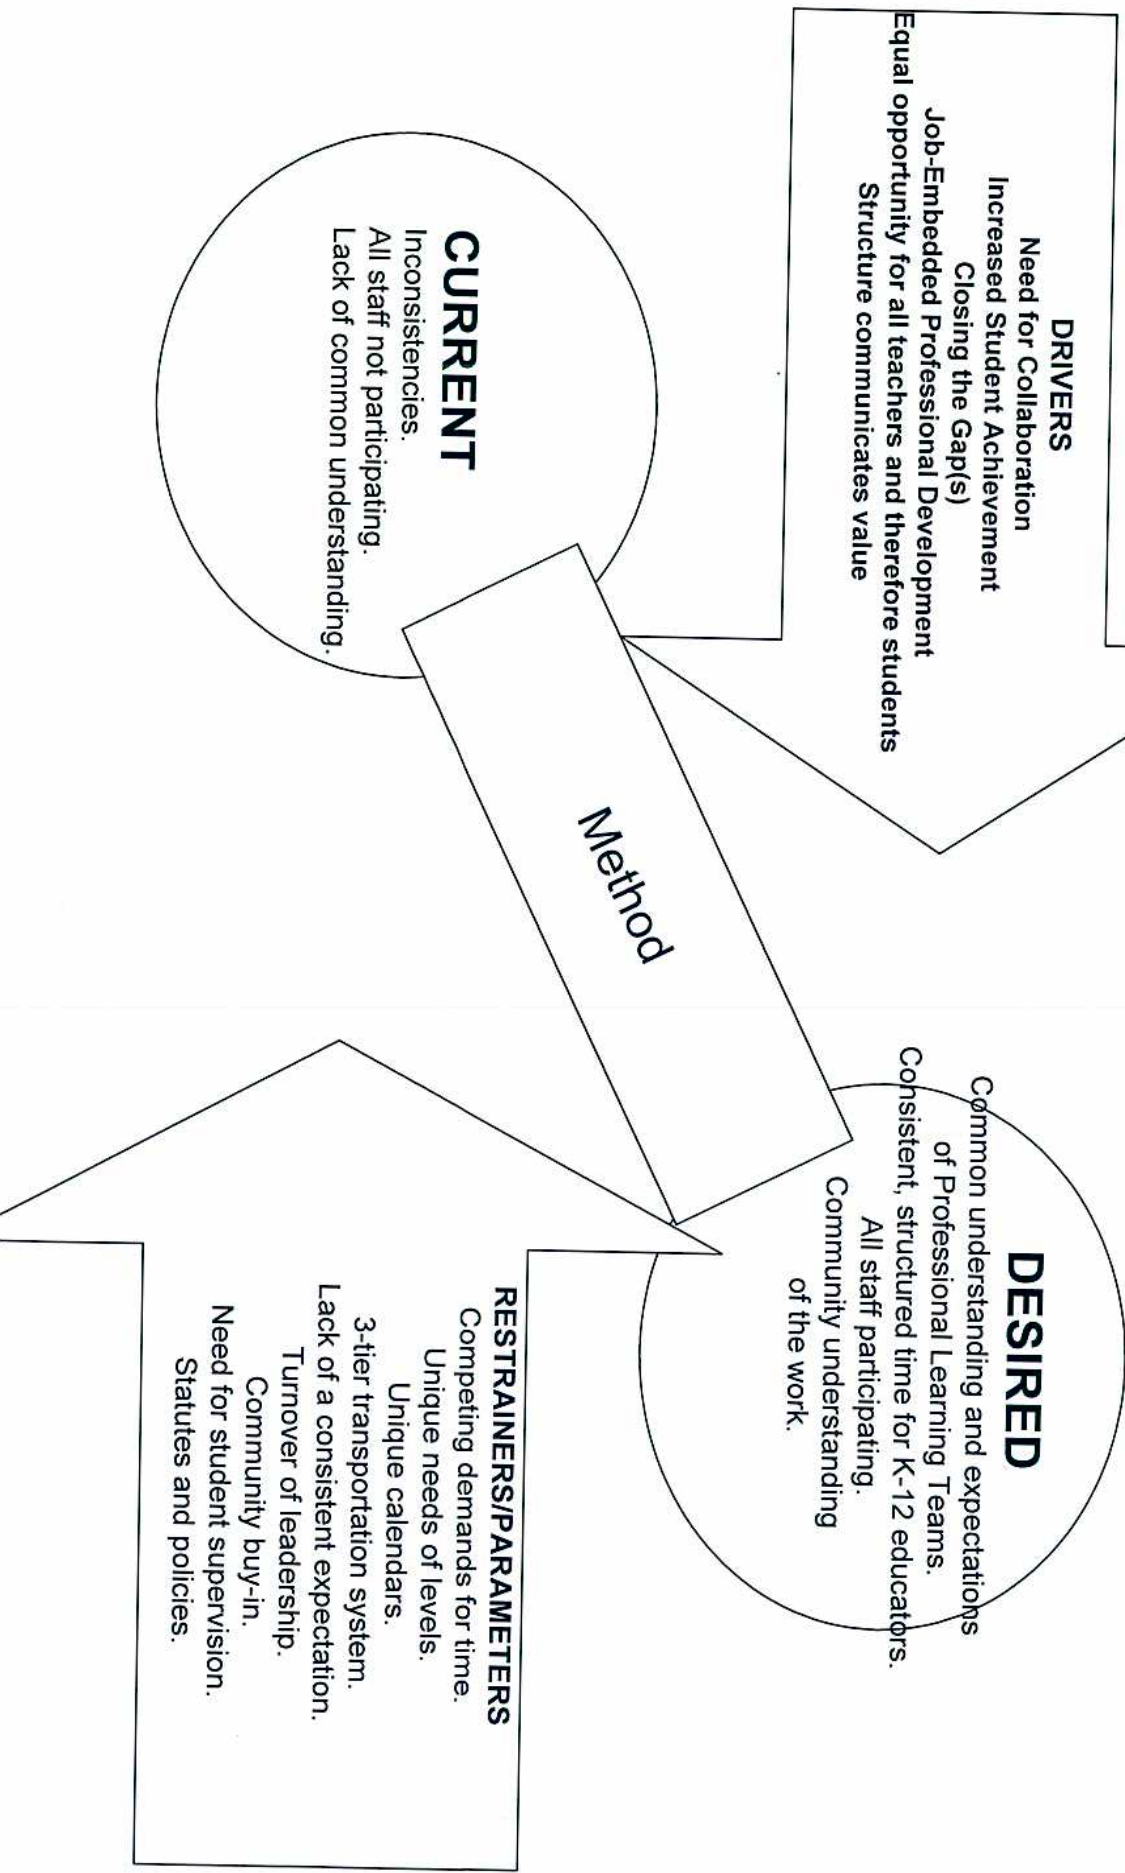 DRIVERS
Need for Collaboration
Increased Student Achievement
Closing the Gap(s)
Job-Embedded Professional Development
Equal opportunity for all teachers and therefore students
Structure communicates value
CURRENT
Inconsistencies.
All staff not participating.
Lack of common understanding.
Method
DESIRED
Common understanding and expectations
of Professional Learning Teams.
Consistent, structured time for K-12 educators.
All staff participating.
Community understanding
of the work.
RESTRAINERS/PARAMETERS
Competing demands for time.
Unique needs of levels.
Unique calendars.
3-tier transportation system.
Lack of a consistent expectation.
Turnover of leadership.
Community buy-in.
Need for student supervision.
Statutes and policies.